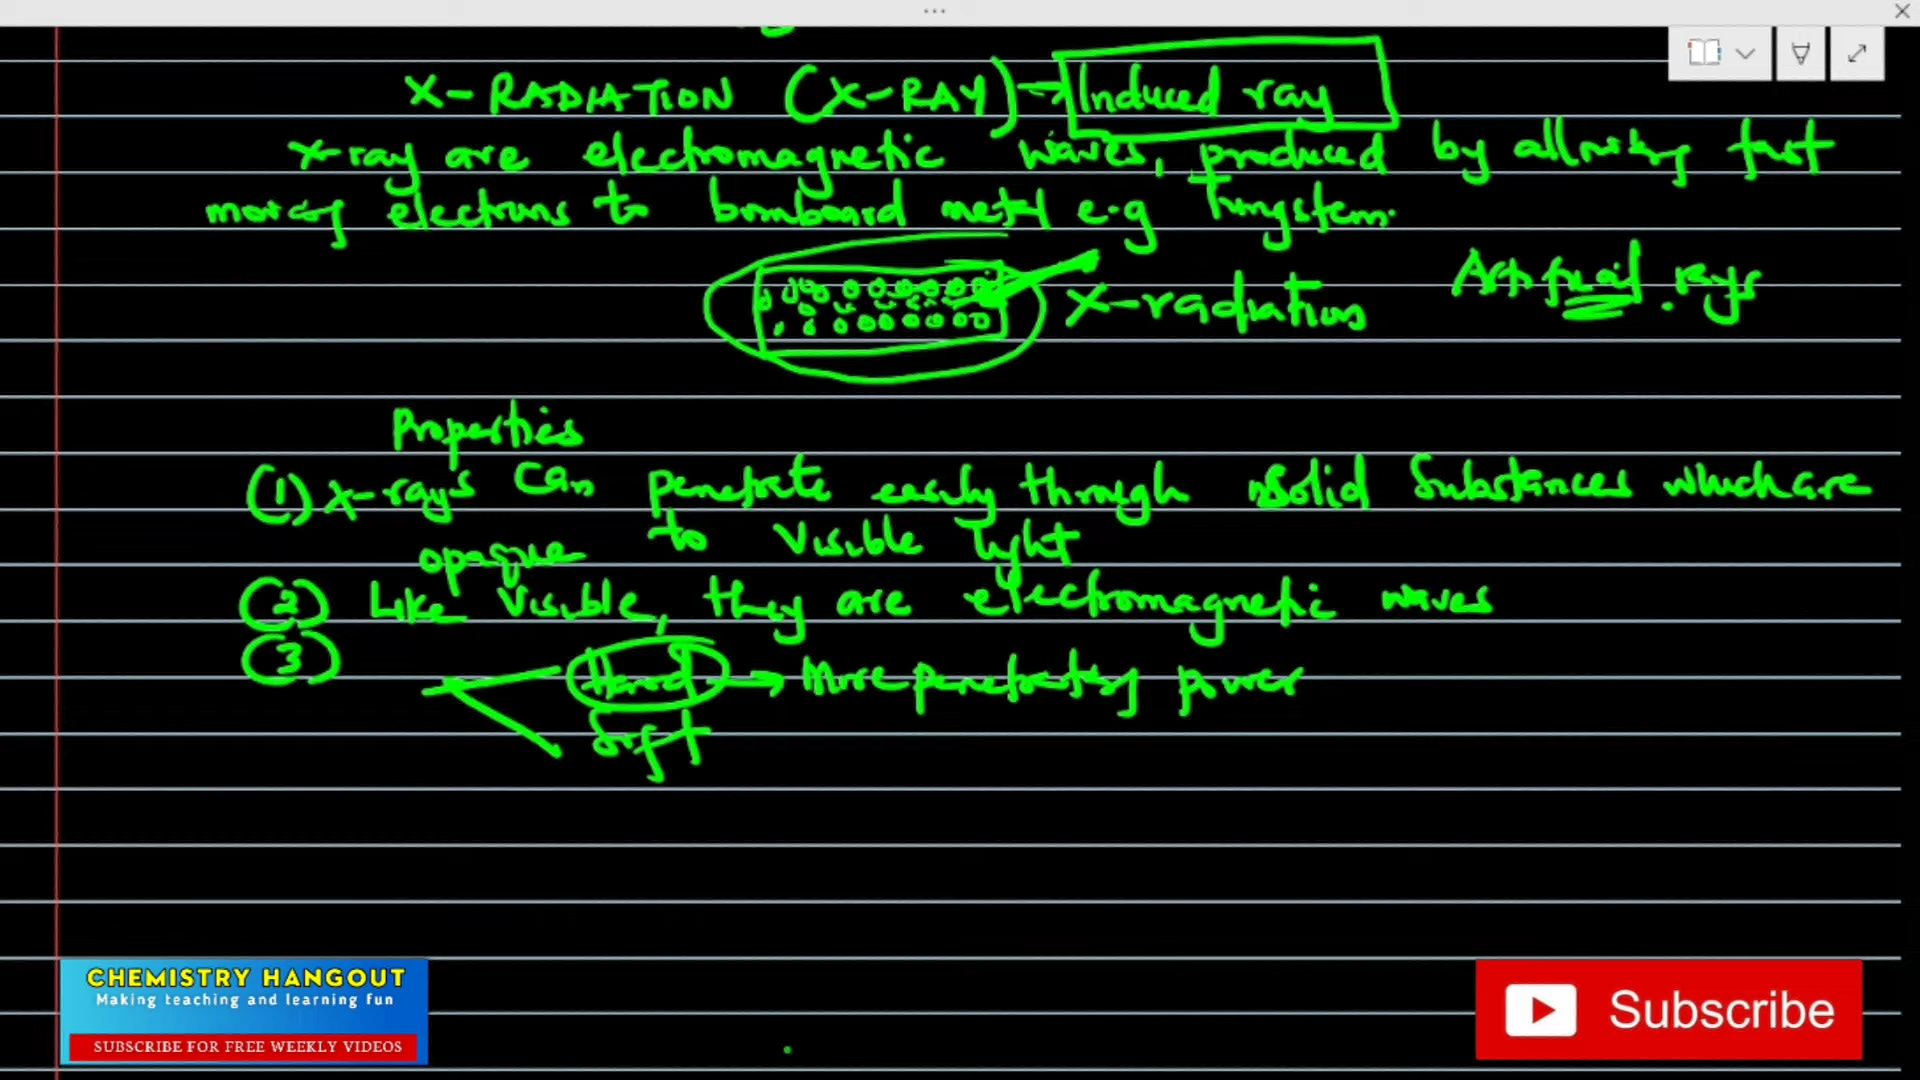 X-RADIATION (X-RAY) → Induced ray
X-ray are electromagnetic waves, produced by allowing fast
moving electrons to bomboard metal e.g Tungstem.
X-radiations
Artificial rays
Properties
(1) X-rays can penetrate easily through solid substances which are
opaque to visible light
(2) Like visible, they are electromagnetic waves
(3)
Hard → More penetrating power
Soft
CHEMISTRY HANGOUT
Making teaching and learning fun
SUBSCRIBE FOR FREE WEEKLY VIDEOS
Subscribe